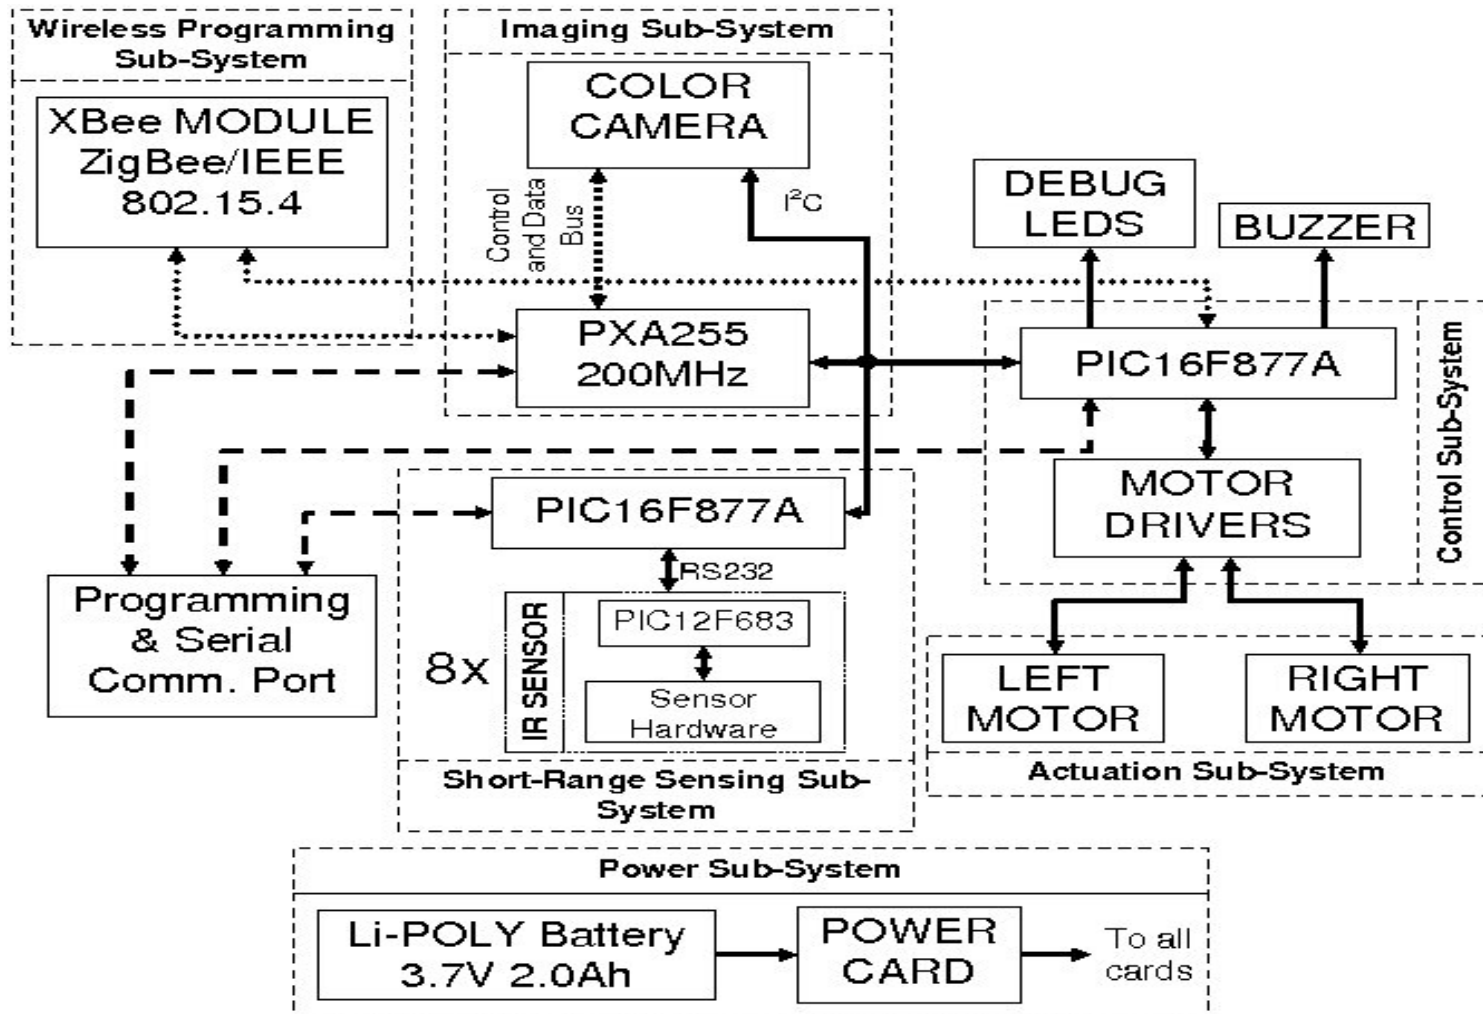 Wireless Programming
Sub-System
XBee MODULE
ZigBee/IEEE
802.15.4
Imaging Sub-System
COLOR
CAMERA
Control
and Data
Bus
I²C
PXA255
200MHz
DEBUG
LEDS
BUZZER
PIC16F877A
MOTOR
DRIVERS
Control Sub-System
PIC16F877A
RS232
8x
IR SENSOR
PIC12F683
Sensor
Hardware
Short-Range Sensing Sub-
System
Programming
& Serial
Comm. Port
LEFT
MOTOR
RIGHT
MOTOR
Actuation Sub-System
Power Sub-System
Li-POLY Battery
3.7V 2.0Ah
POWER
CARD
To all
cards